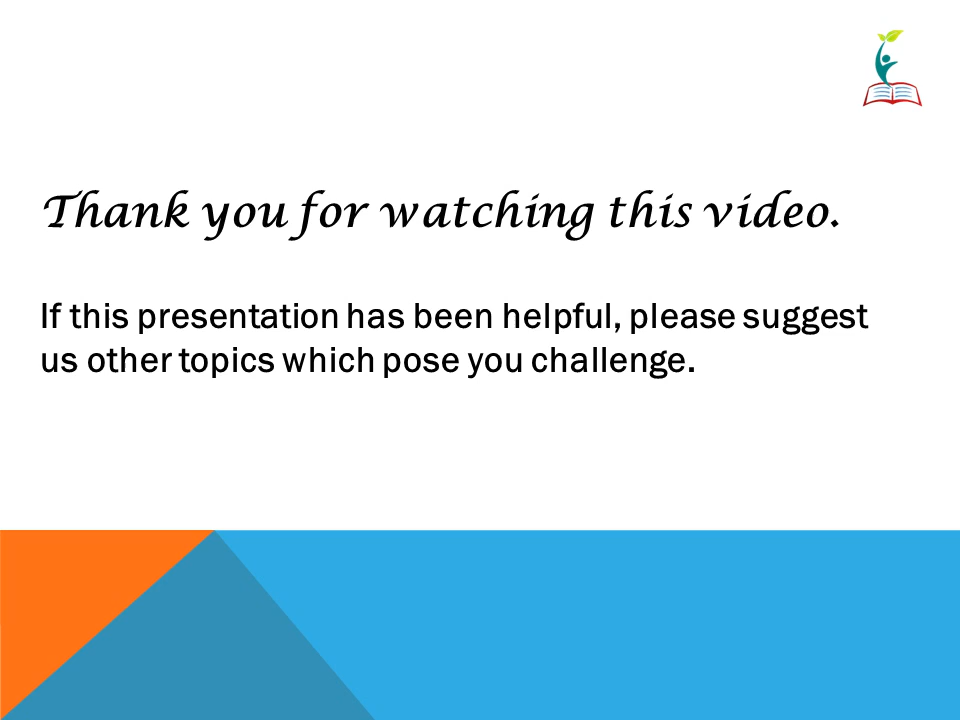 Thank you for watching this video.
If this presentation has been helpful, please suggest
us other topics which pose you challenge.